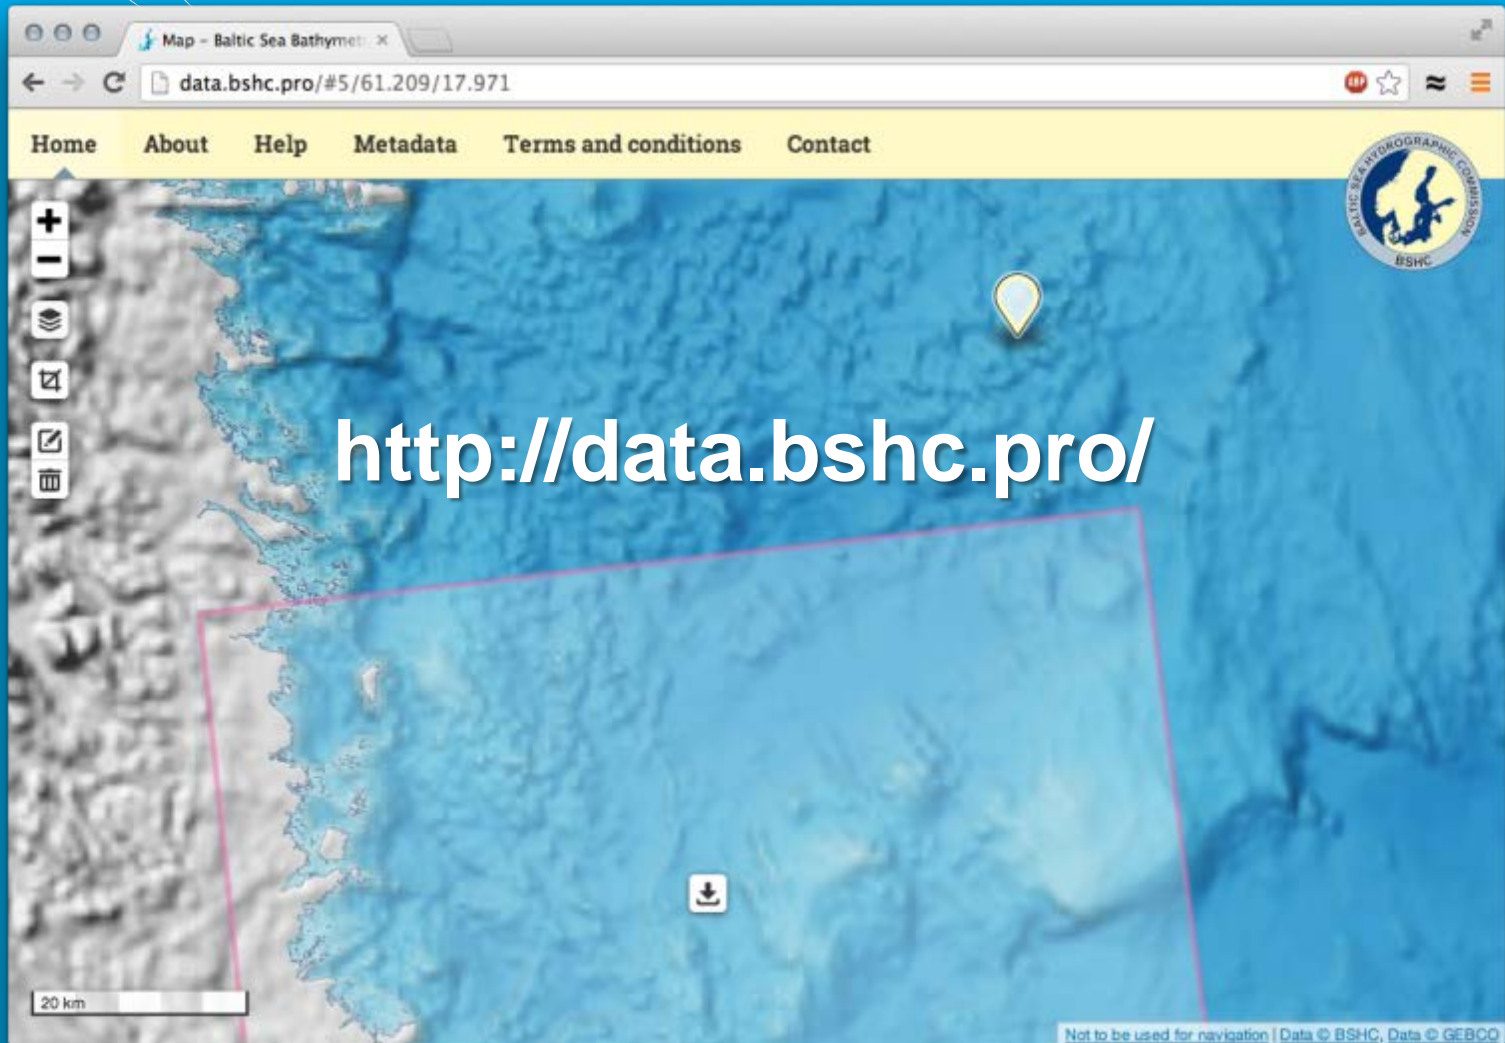 Map – Baltic Sea Bathymet
data.bshc.pro/#5/61.209/17.971
ABP
Home About Help Metadata Terms and conditions Contact
BALTIC SEA HYDROGRAPHIC COMMISSION
BSHC
http://data.bshc.pro/
20 km
Not to be used for navigation | Data © BSHC, Data © GEBCO